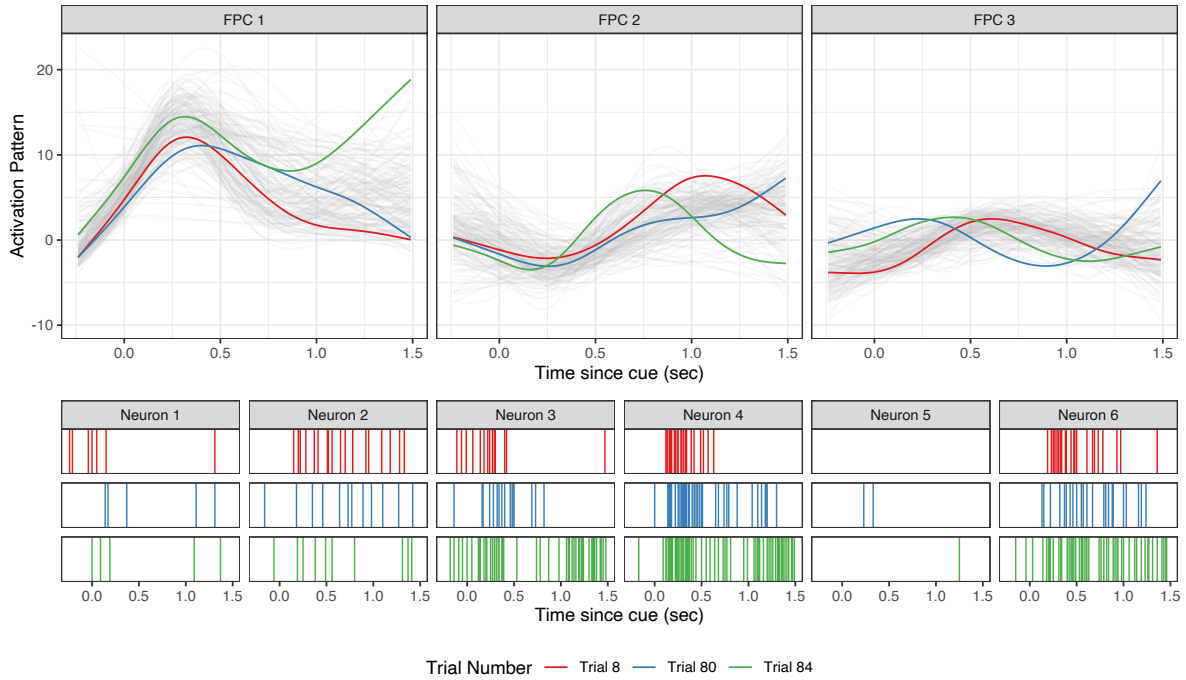 FPC 1 FPC 2 FPC 3
Activation Pattern
20
10
0
-10
0.0 0.5 1.0 1.5 0.0 0.5 1.0 1.5 0.0 0.5 1.0 1.5
Time since cue (sec)
Neuron 1 Neuron 2 Neuron 3 Neuron 4 Neuron 5 Neuron 6
0.0 0.5 1.0 1.5 0.0 0.5 1.0 1.5 0.0 0.5 1.0 1.5 0.0 0.5 1.0 1.5 0.0 0.5 1.0 1.5 0.0 0.5 1.0 1.5
Time since cue (sec)
Trial Number Trial 8 Trial 80 Trial 84